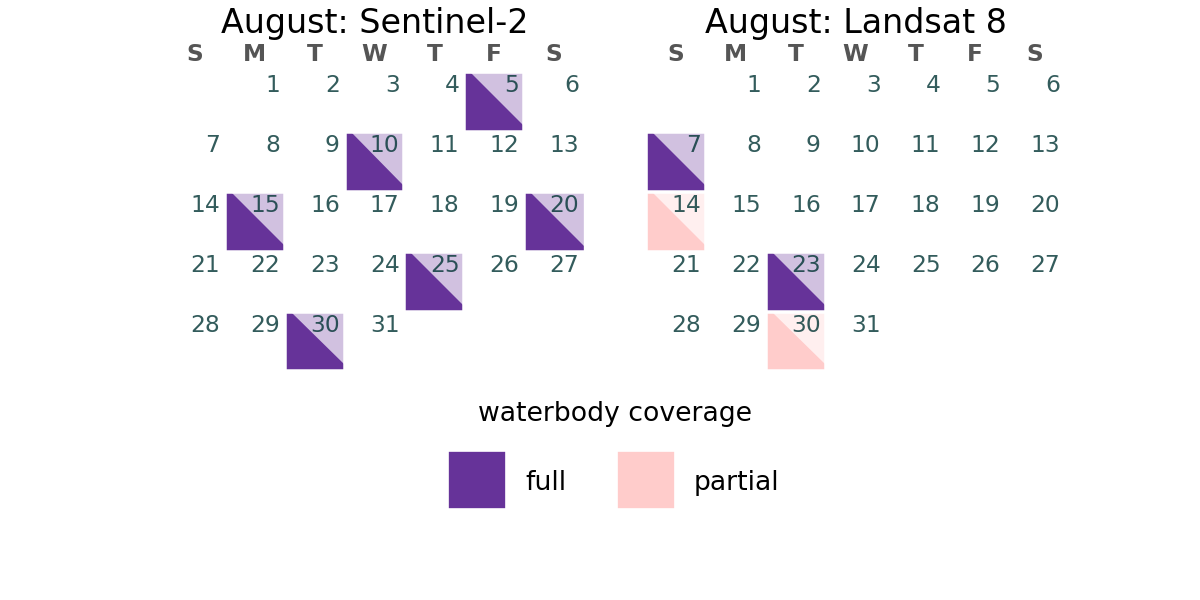 August: Sentinel-2
S M T W T F S
1 2 3 4 5 6
7 8 9 10 11 12 13
14 15 16 17 18 19 20
21 22 23 24 25 26 27
28 29 30 31
August: Landsat 8
S M T W T F S
1 2 3 4 5 6
7 8 9 10 11 12 13
14 15 16 17 18 19 20
21 22 23 24 25 26 27
28 29 30 31
waterbody coverage
full
partial